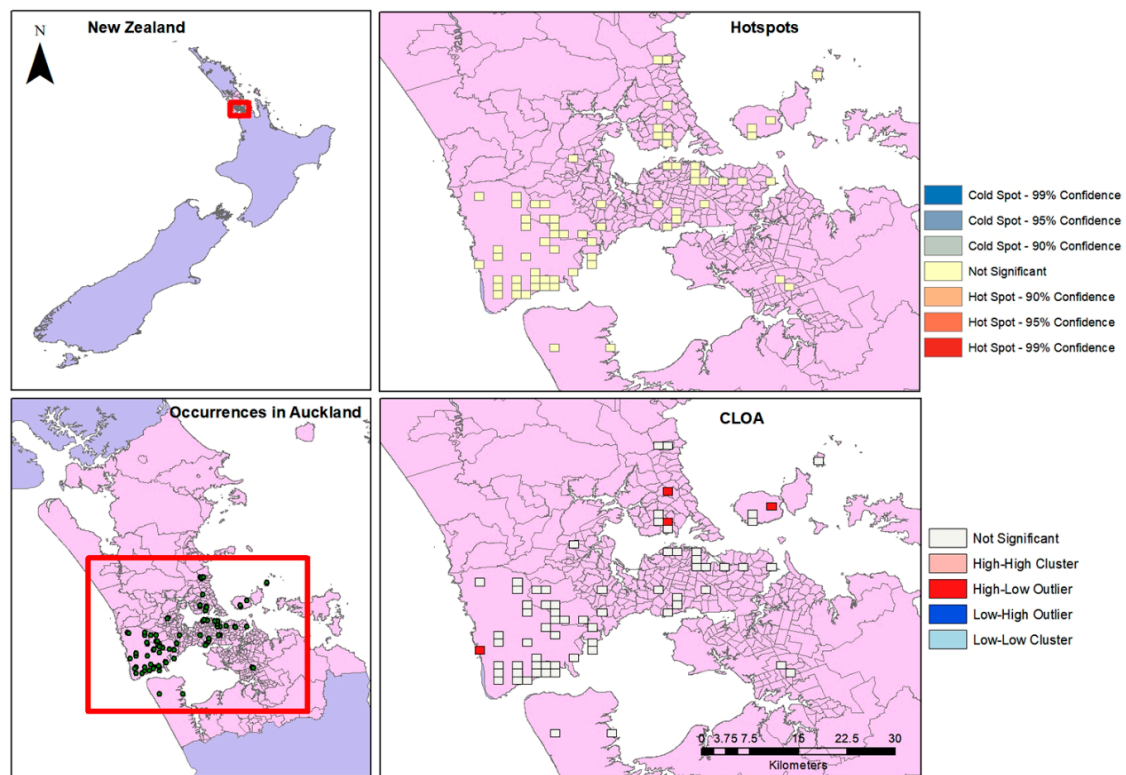 New Zealand
N
Hotspots
Cold Spot - 99% Confidence
Cold Spot - 95% Confidence
Cold Spot - 90% Confidence
Not Significant
Hot Spot - 90% Confidence
Hot Spot - 95% Confidence
Hot Spot - 99% Confidence
Occurrences in Auckland
CLOA
Not Significant
High-High Cluster
High-Low Outlier
Low-High Outlier
Low-Low Cluster
0 3.75 7.5 15 22.5 30
Kilometers